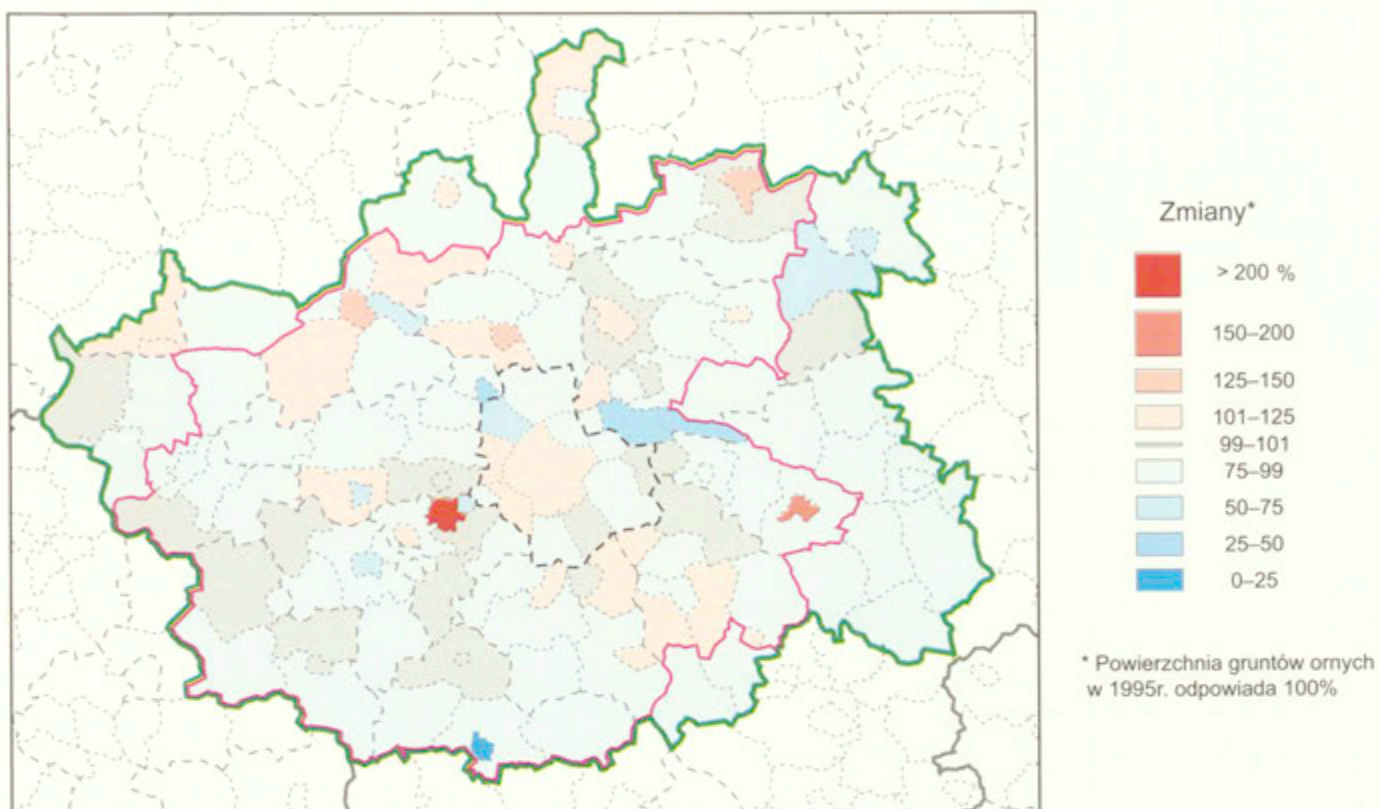 Zmiany*
> 200 %
150–200
125–150
101–125
99–101
75–99
50–75
25–50
0–25
* Powierzchnia gruntów ornych
w 1995r. odpowiada 100%